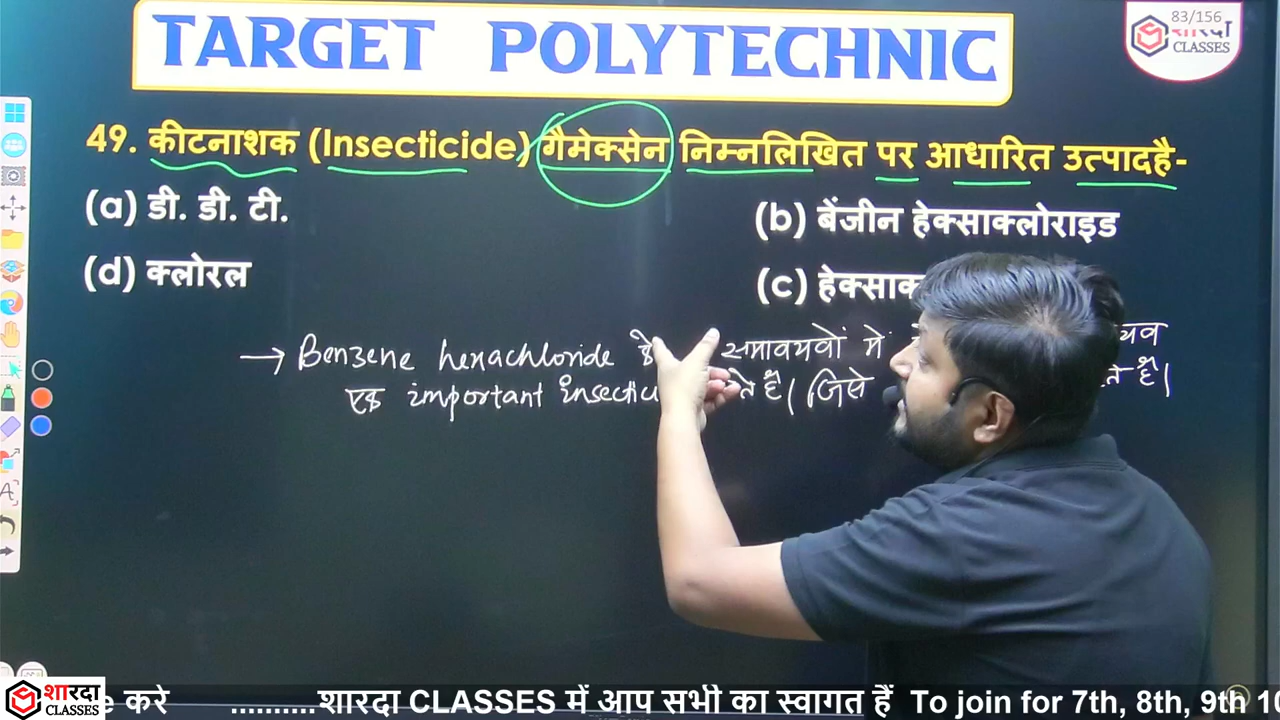 TARGET POLYTECHNIC
83/156
शारदा
CLASSES
49. कीटनाशक (Insecticide) गैमेक्सेन निम्नलिखित पर आधारित उत्पादहै-
(a) डी. डी. टी.
(b) बेंजीन हेक्साक्लोराइड
(d) क्लोरल
(c) हेक्साक
→ Benzene hexachloride के समावयवों में
एक important insectici हैं। जिसे हैं।
शारदा
CLASSES
e करे ..........शारदा CLASSES में आप सभी का स्वागत हैं To join for 7th, 8th, 9th 10